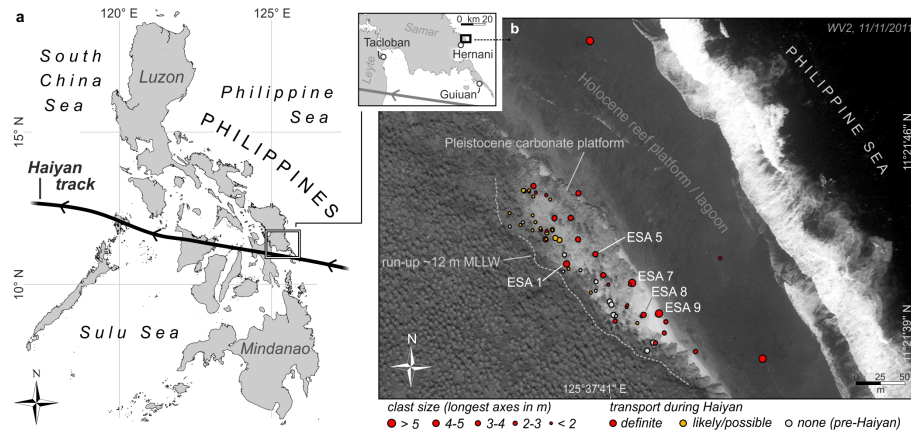 a
120° E
125° E
South
China
Sea
Luzon
Philippine
Sea
PHILIPPINES
15° N
Haiyan
track
10° N
Sulu Sea
Mindanao
N
0 km 20
Samar
Tacloban
Hernani
Leyte
Guiuan
b
WV2, 11/11/2011
PHILIPPINE SEA
Holocene reef platform / lagoon
Pleistocene carbonate platform
11°21'46" N
run-up ~12 m MLLW
ESA 5
ESA 1
ESA 7
ESA 8
ESA 9
11°21'39" N
N
125°37'41" E
0 25 50
m
clast size (longest axes in m)
> 5 4-5 3-4 2-3 < 2
transport during Haiyan
definite likely/possible none (pre-Haiyan)